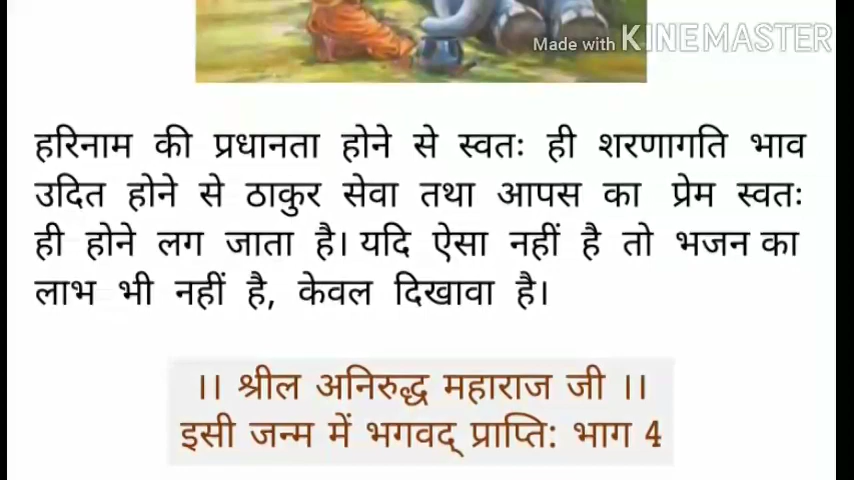 Made with KINEMASTER
हरिनाम की प्रधानता होने से स्वतः ही शरणागति भाव
उदित होने से ठाकुर सेवा तथा आपस का प्रेम स्वतः
ही होने लग जाता है। यदि ऐसा नहीं है तो भजन का
लाभ भी नहीं है, केवल दिखावा है।
।। श्रील अनिरुद्ध महाराज जी ।।
इसी जन्म में भगवद् प्राप्ति: भाग 4